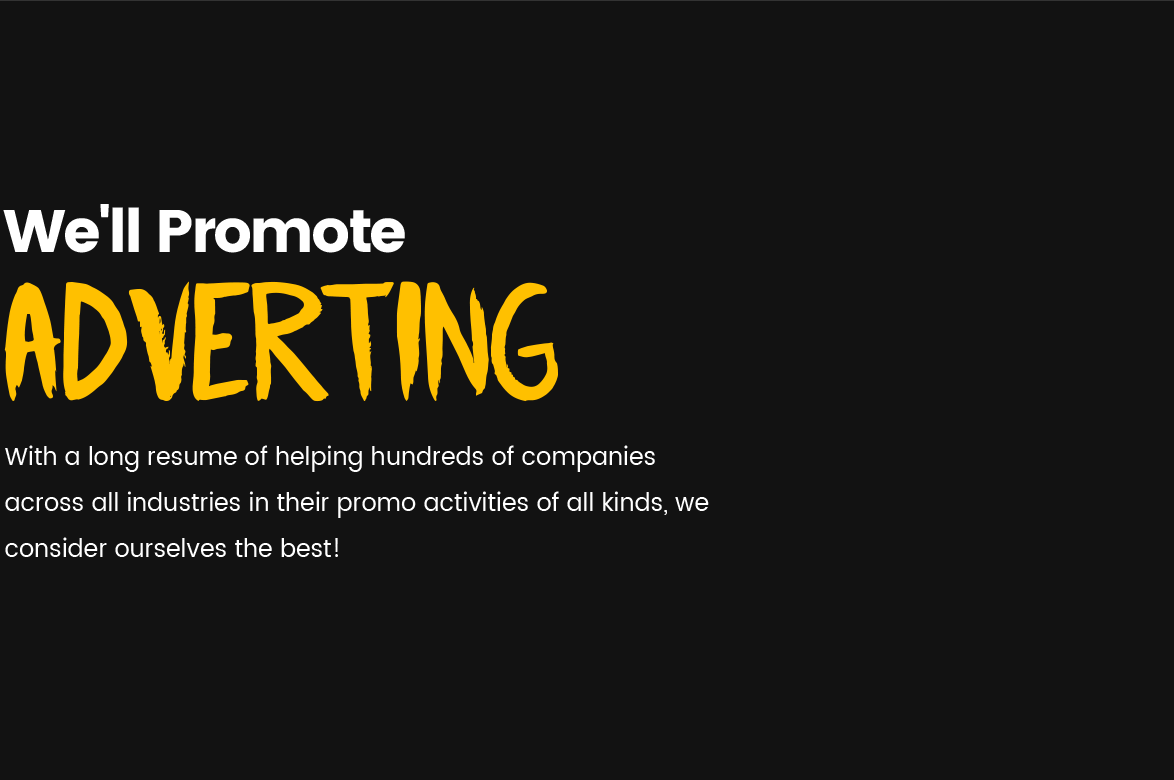 We'll Promote
ADVERTING
With a long resume of helping hundreds of companies
across all industries in their promo activities of all kinds, we
consider ourselves the best!